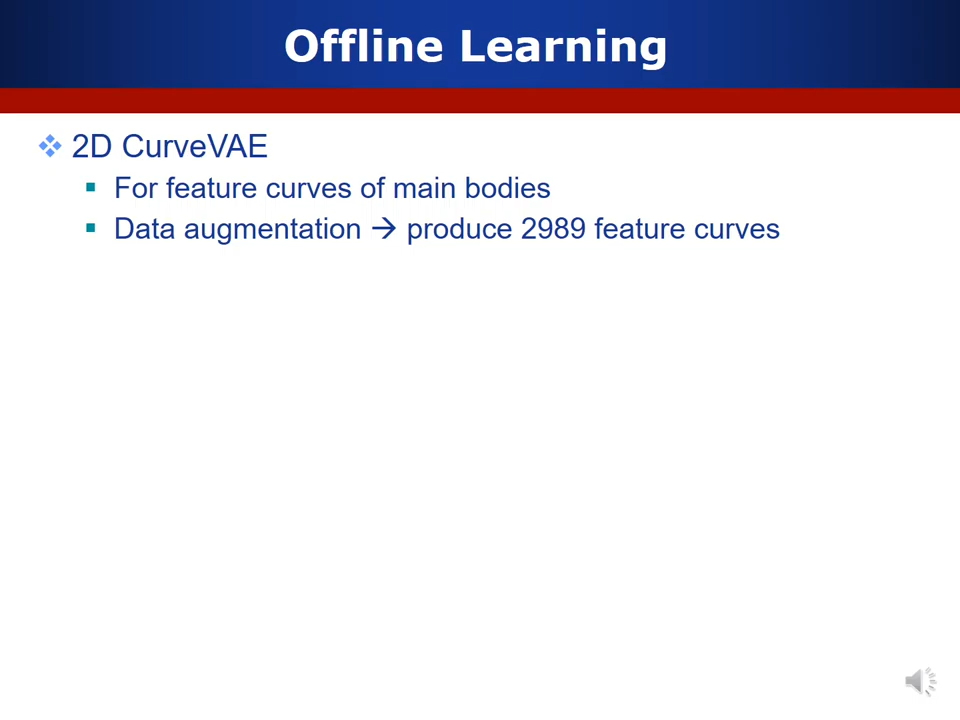 Offline Learning
2D CurveVAE
For feature curves of main bodies
Data augmentation → produce 2989 feature curves